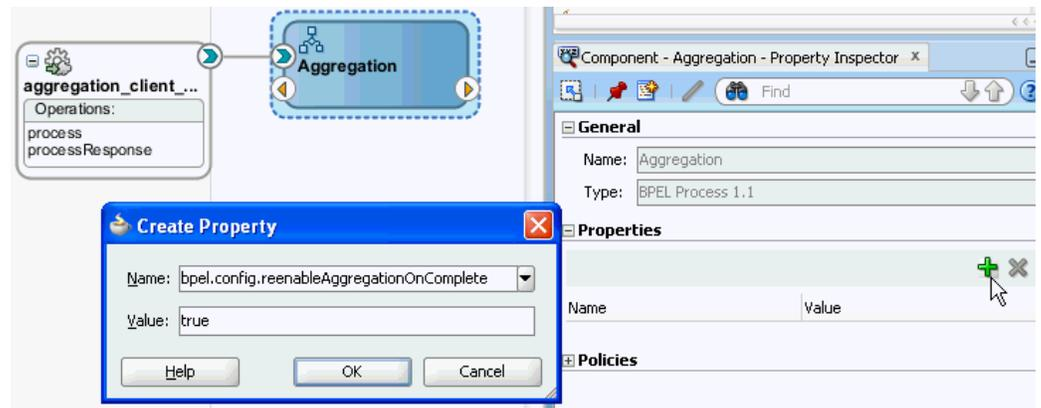 aggregation_client_...
Operations:
process
processResponse
Aggregation
Component - Aggregation - Property Inspector x
Find
General
Name: Aggregation
Type: BPEL Process 1.1
Properties
Name Value
Policies
Create Property
Name: bpel.config.reenableAggregationOnComplete
Value: true
Help OK Cancel